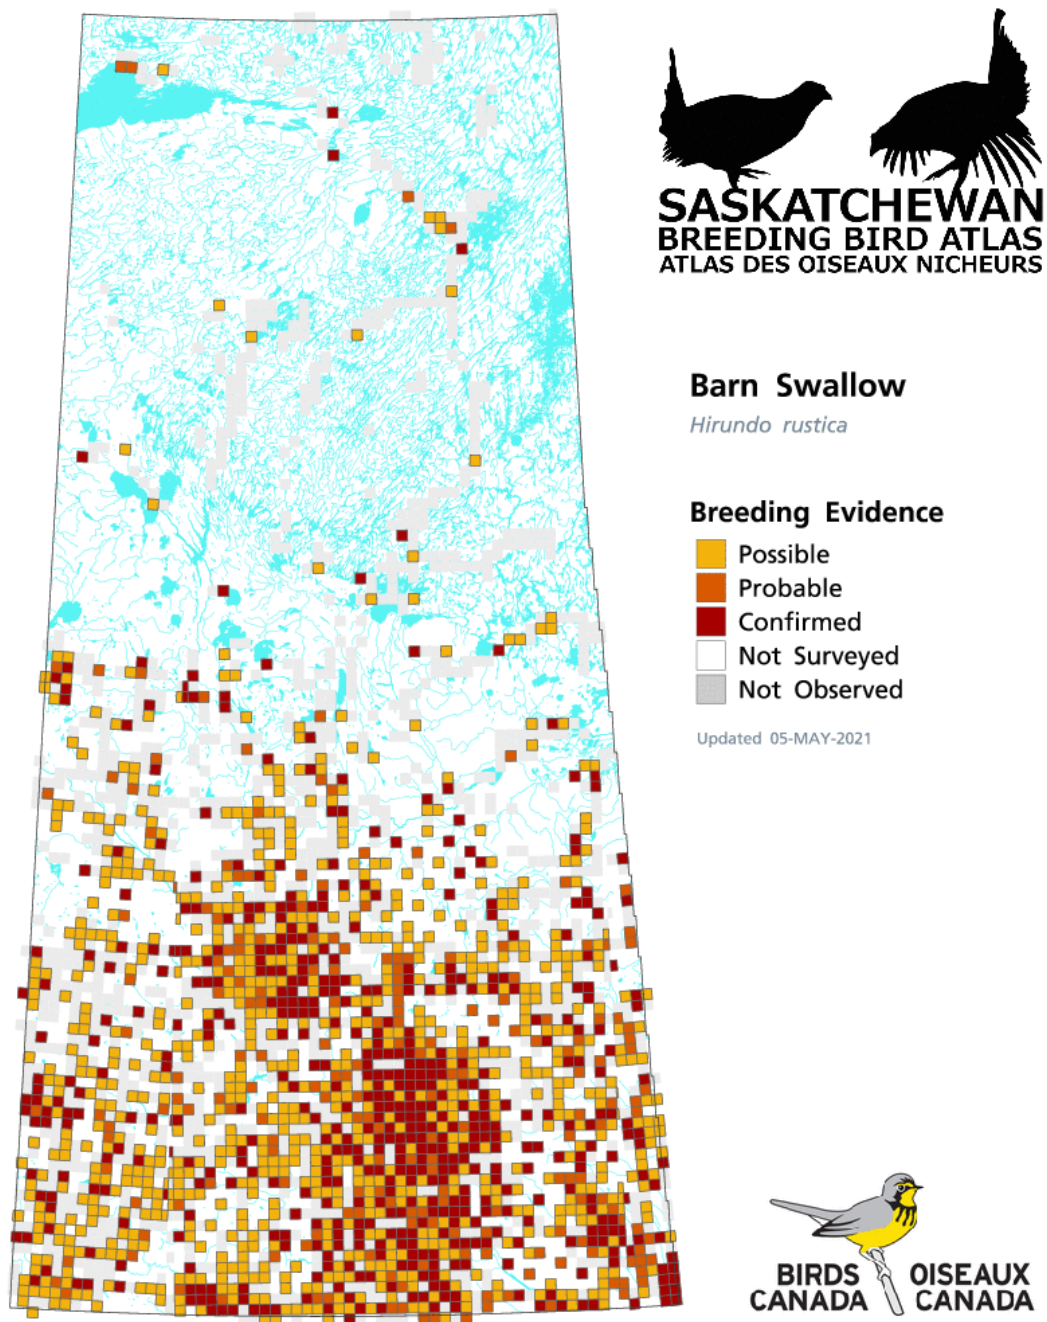 SASKATCHEWAN
BREEDING BIRD ATLAS
ATLAS DES OISEAUX NICHEURS
Barn Swallow
Hirundo rustica
Breeding Evidence
Possible
Probable
Confirmed
Not Surveyed
Not Observed
Updated 05-MAY-2021
BIRDS CANADA
OISEAUX CANADA